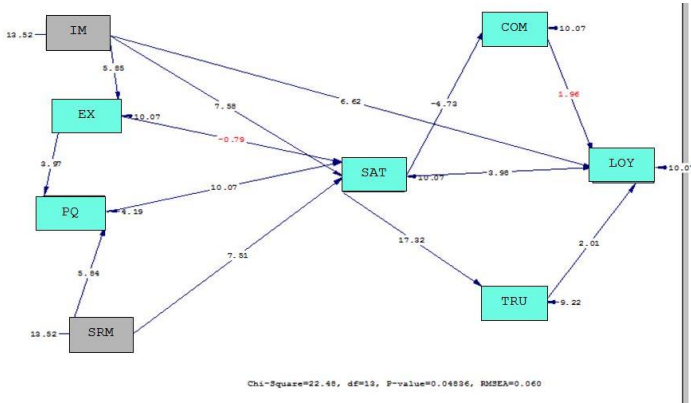 COM
10.07
13.52
IM
5.85
1.96
6.62
7.58
EX
10.07
-4.73
-0.79
LOY
3.97
SAT
3.98
10.07
10.07
10.07
PQ
4.19
17.32
2.01
7.51
5.84
TRU
9.22
13.52
SRM
Chi-Square=22.48, df=13, P-value=0.04836, RMSEA=0.060